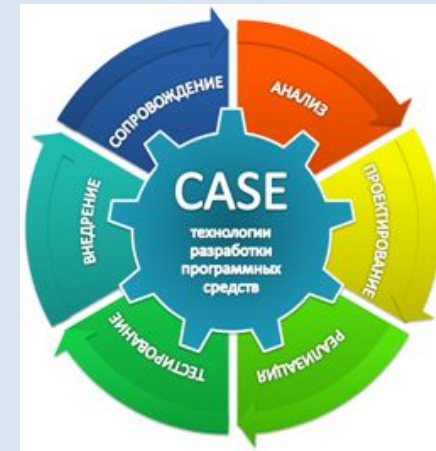 CASE
технологии
разработки
программных
средств
АНАЛИЗ
ПРОЕКТИРОВАНИЕ
РЕАЛИЗАЦИЯ
ТЕСТИРОВАНИЕ
ВНЕДРЕНИЕ
СОПРОВОЖДЕНИЕ